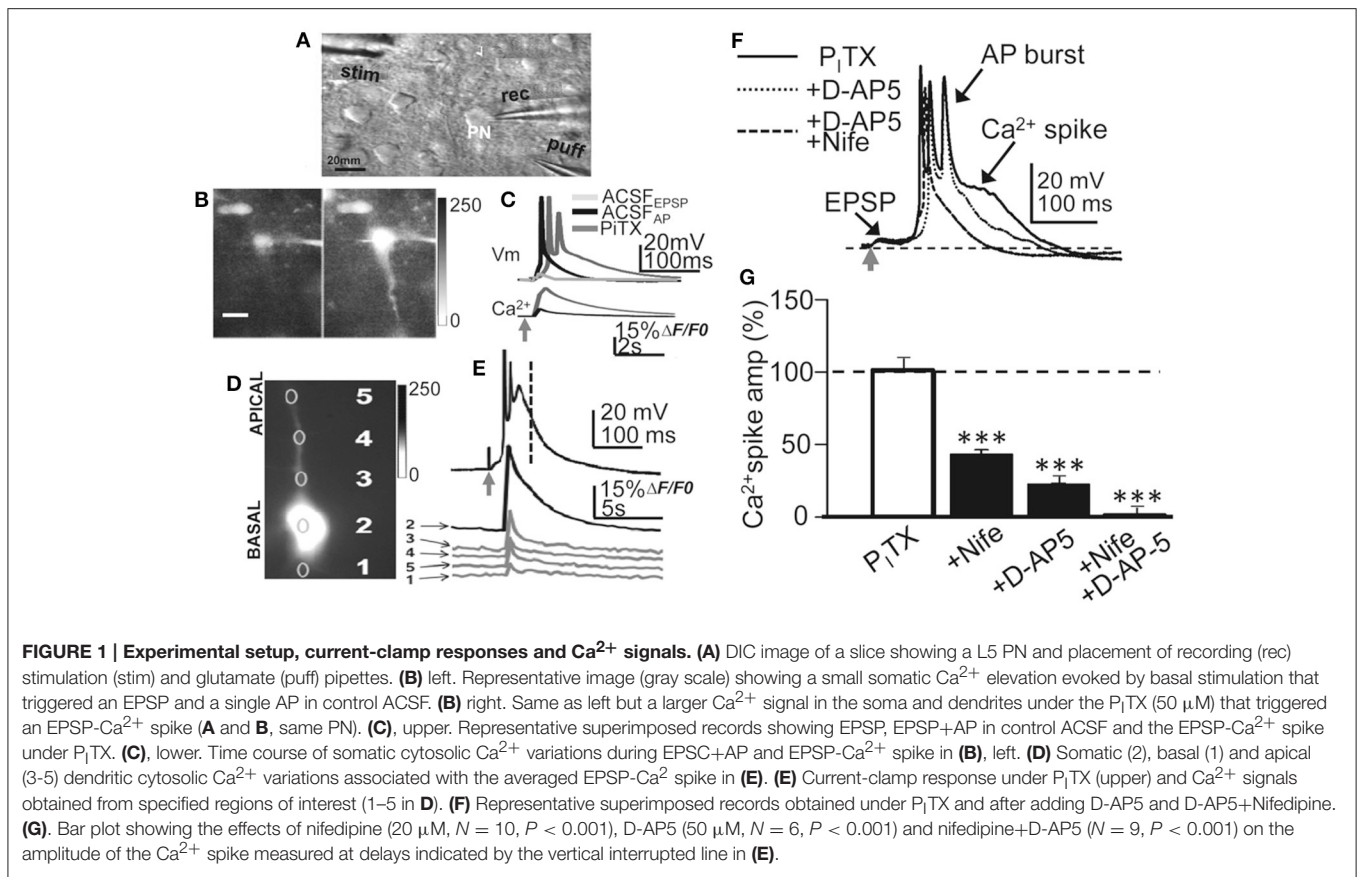 A
stim
rec
PN
puff
20mm
B
250
0
C
ACSF_EPSP
ACSF_AP
PiTX
Vm
20mV
100ms
Ca²⁺
15% ΔF/F0
2s
D
APICAL
BASAL
5
4
3
2
1
250
0
E
20 mV
100 ms
15% ΔF/F0
5s
2
3
4
5
1
F
PᵢTX
+D-AP5
+D-AP5
+Nife
AP burst
Ca²⁺ spike
EPSP
20 mV
100 ms
G
Ca²⁺spike amp (%)
150
100
50
0
***
***
***
PᵢTX
+Nife
+D-AP5
+Nife
+D-AP-5
FIGURE 1 | Experimental setup, current-clamp responses and Ca²⁺ signals. (A) DIC image of a slice showing a L5 PN and placement of recording (rec)
stimulation (stim) and glutamate (puff) pipettes. (B) left. Representative image (gray scale) showing a small somatic Ca²⁺ elevation evoked by basal stimulation that
triggered an EPSP and a single AP in control ACSF. (B) right. Same as left but a larger Ca²⁺ signal in the soma and dendrites under the PᵢTX (50 μM) that triggered
an EPSP-Ca²⁺ spike (A and B, same PN). (C), upper. Representative superimposed records showing EPSP, EPSP+AP in control ACSF and the EPSP-Ca²⁺ spike
under PᵢTX. (C), lower. Time course of somatic cytosolic Ca²⁺ variations during EPSC+AP and EPSP-Ca²⁺ spike in (B), left. (D) Somatic (2), basal (1) and apical
(3-5) dendritic cytosolic Ca²⁺ variations associated with the averaged EPSP-Ca² spike in (E). (E) Current-clamp response under PᵢTX (upper) and Ca²⁺ signals
obtained from specified regions of interest (1–5 in D). (F) Representative superimposed records obtained under PᵢTX and after adding D-AP5 and D-AP5+Nifedipine.
(G). Bar plot showing the effects of nifedipine (20 μM, N = 10, P < 0.001), D-AP5 (50 μM, N = 6, P < 0.001) and nifedipine+D-AP5 (N = 9, P < 0.001) on the
amplitude of the Ca²⁺ spike measured at delays indicated by the vertical interrupted line in (E).